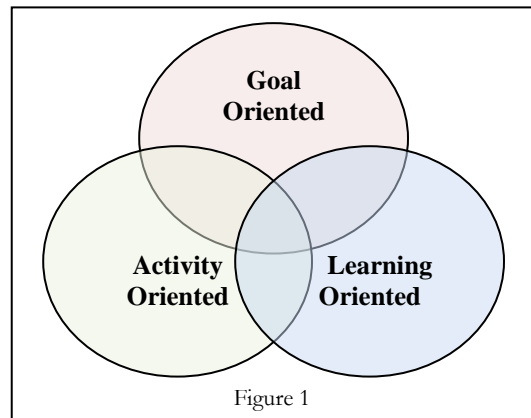 Goal
Oriented
Activity
Oriented
Learning
Oriented
Figure 1